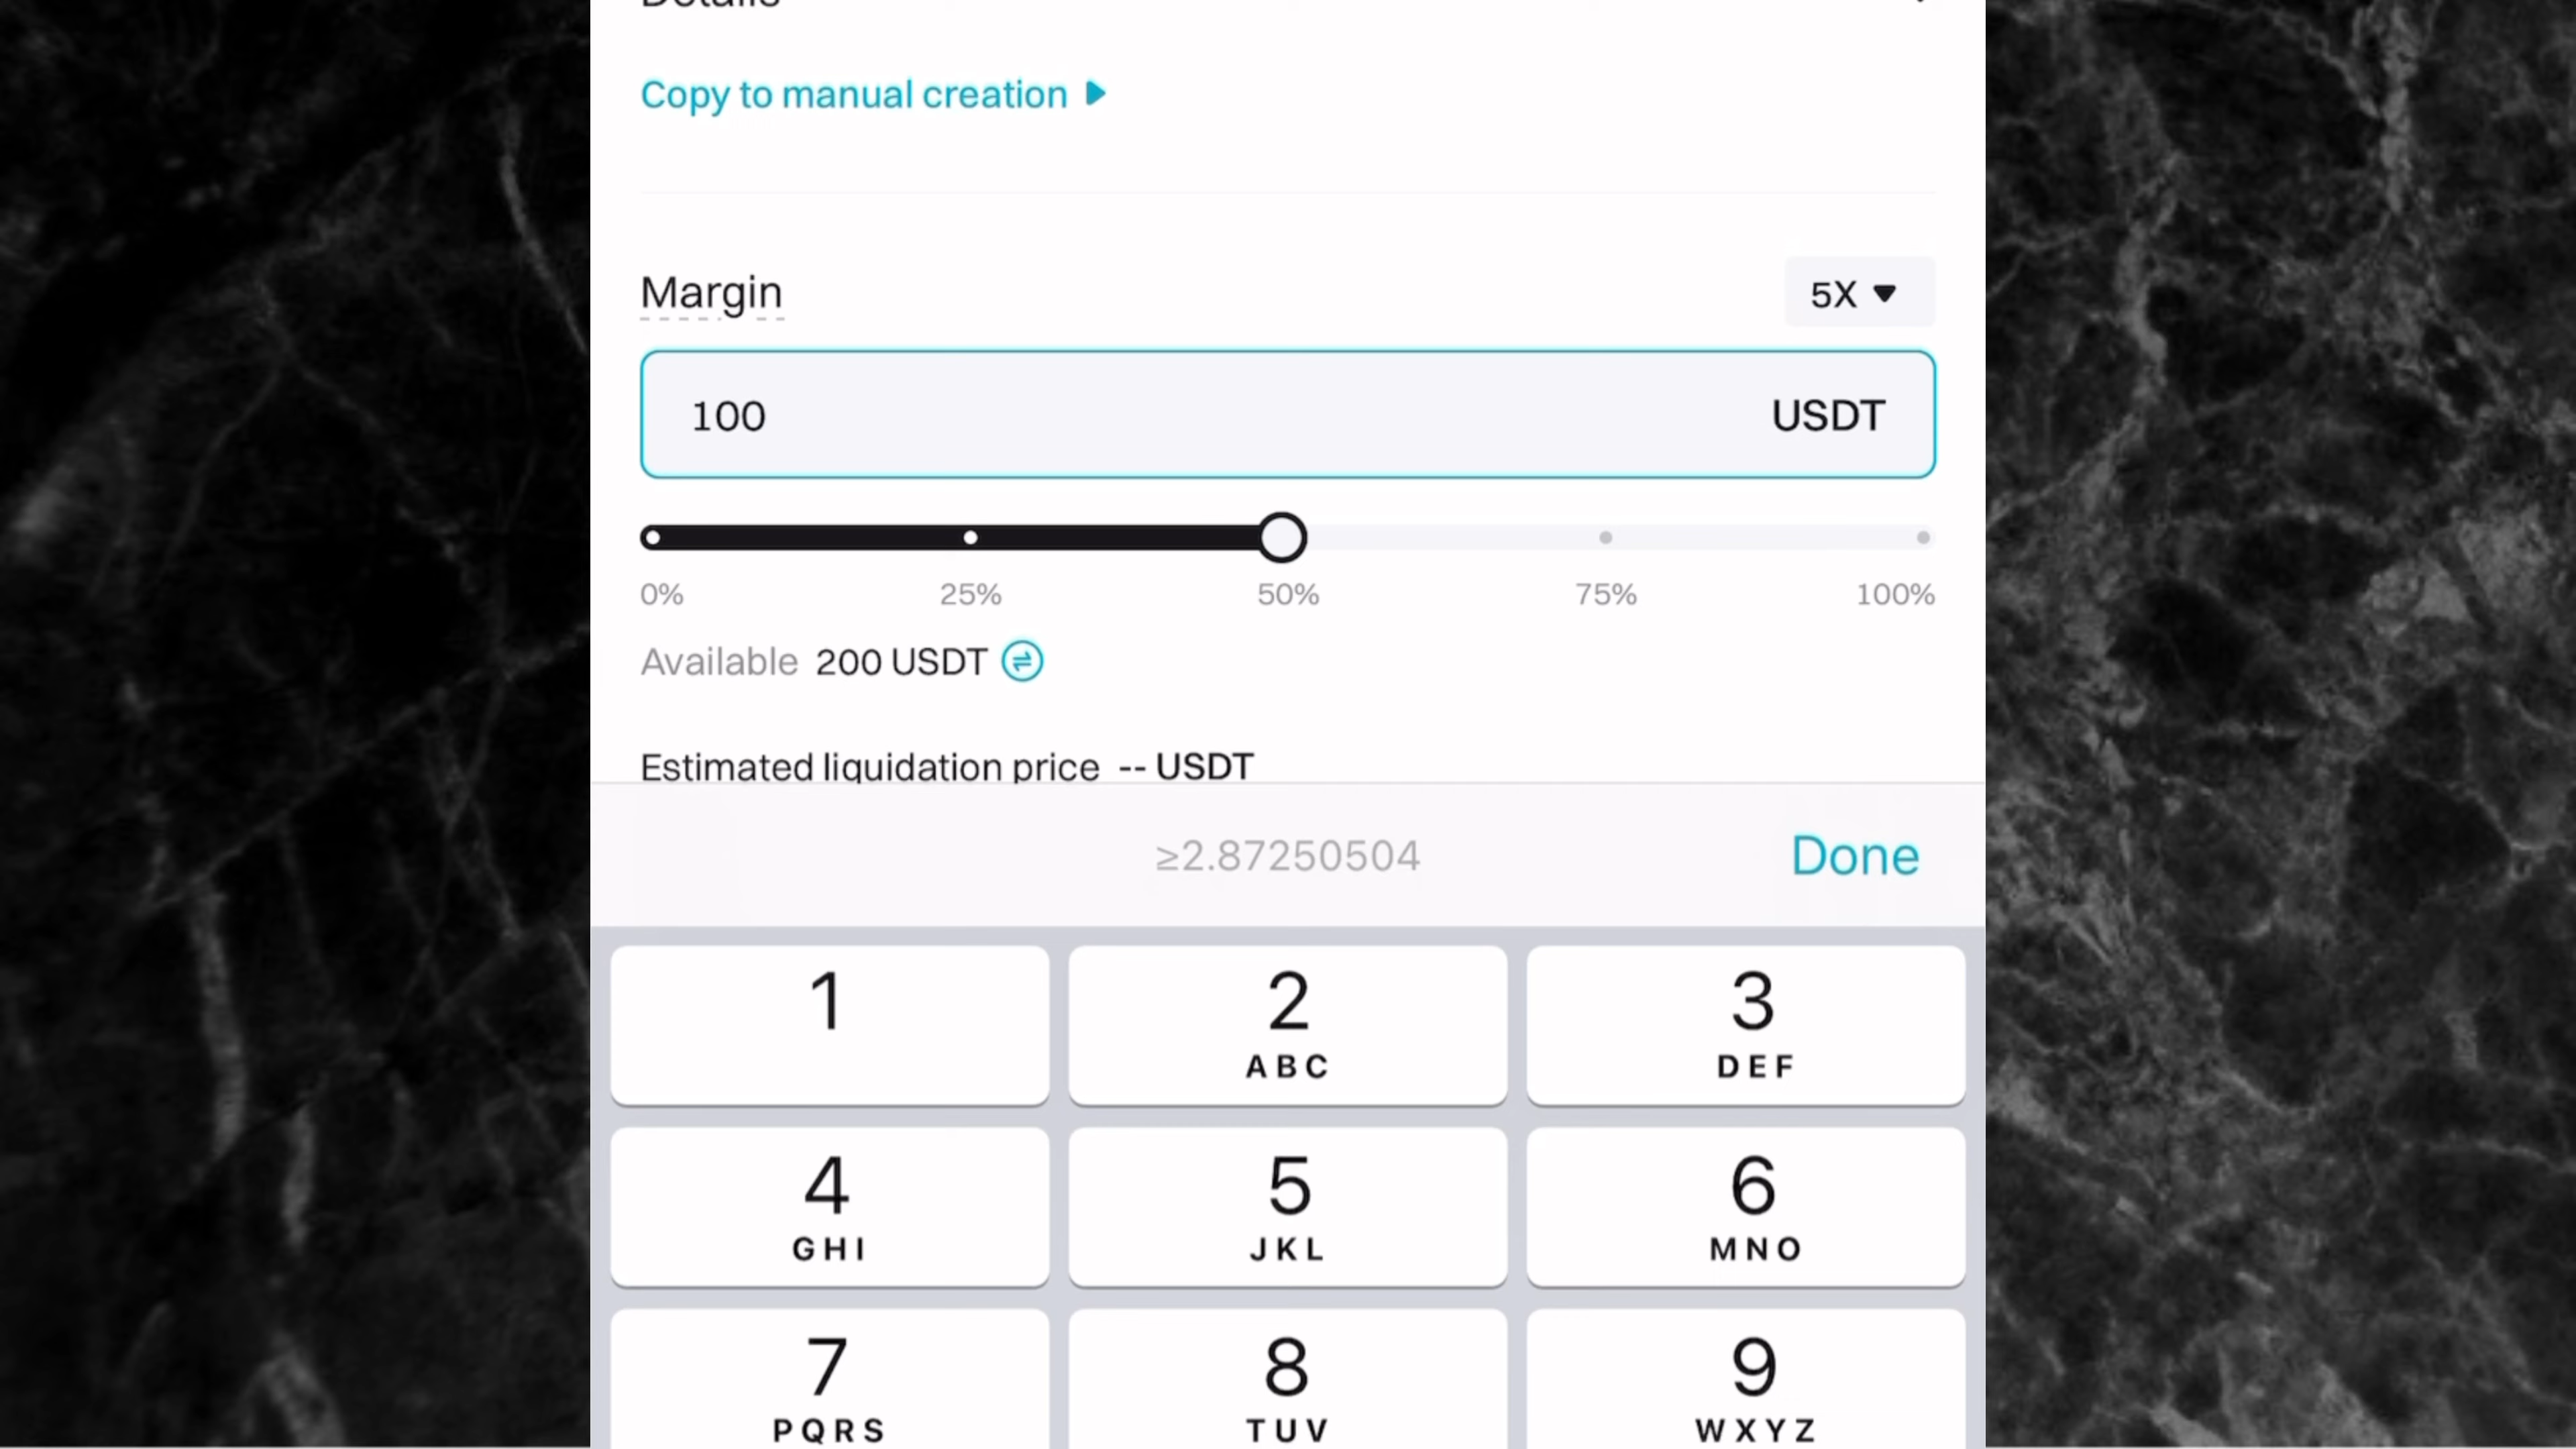 Details
Copy to manual creation
Margin
5X
100 USDT
0% 25% 50% 75% 100%
Available 200 USDT
Estimated liquidation price -- USDT
≥2.87250504 Done
1 2 3
ABC DEF
4 5 6
GHI JKL MNO
7 8 9
PQRS TUV WXYZ